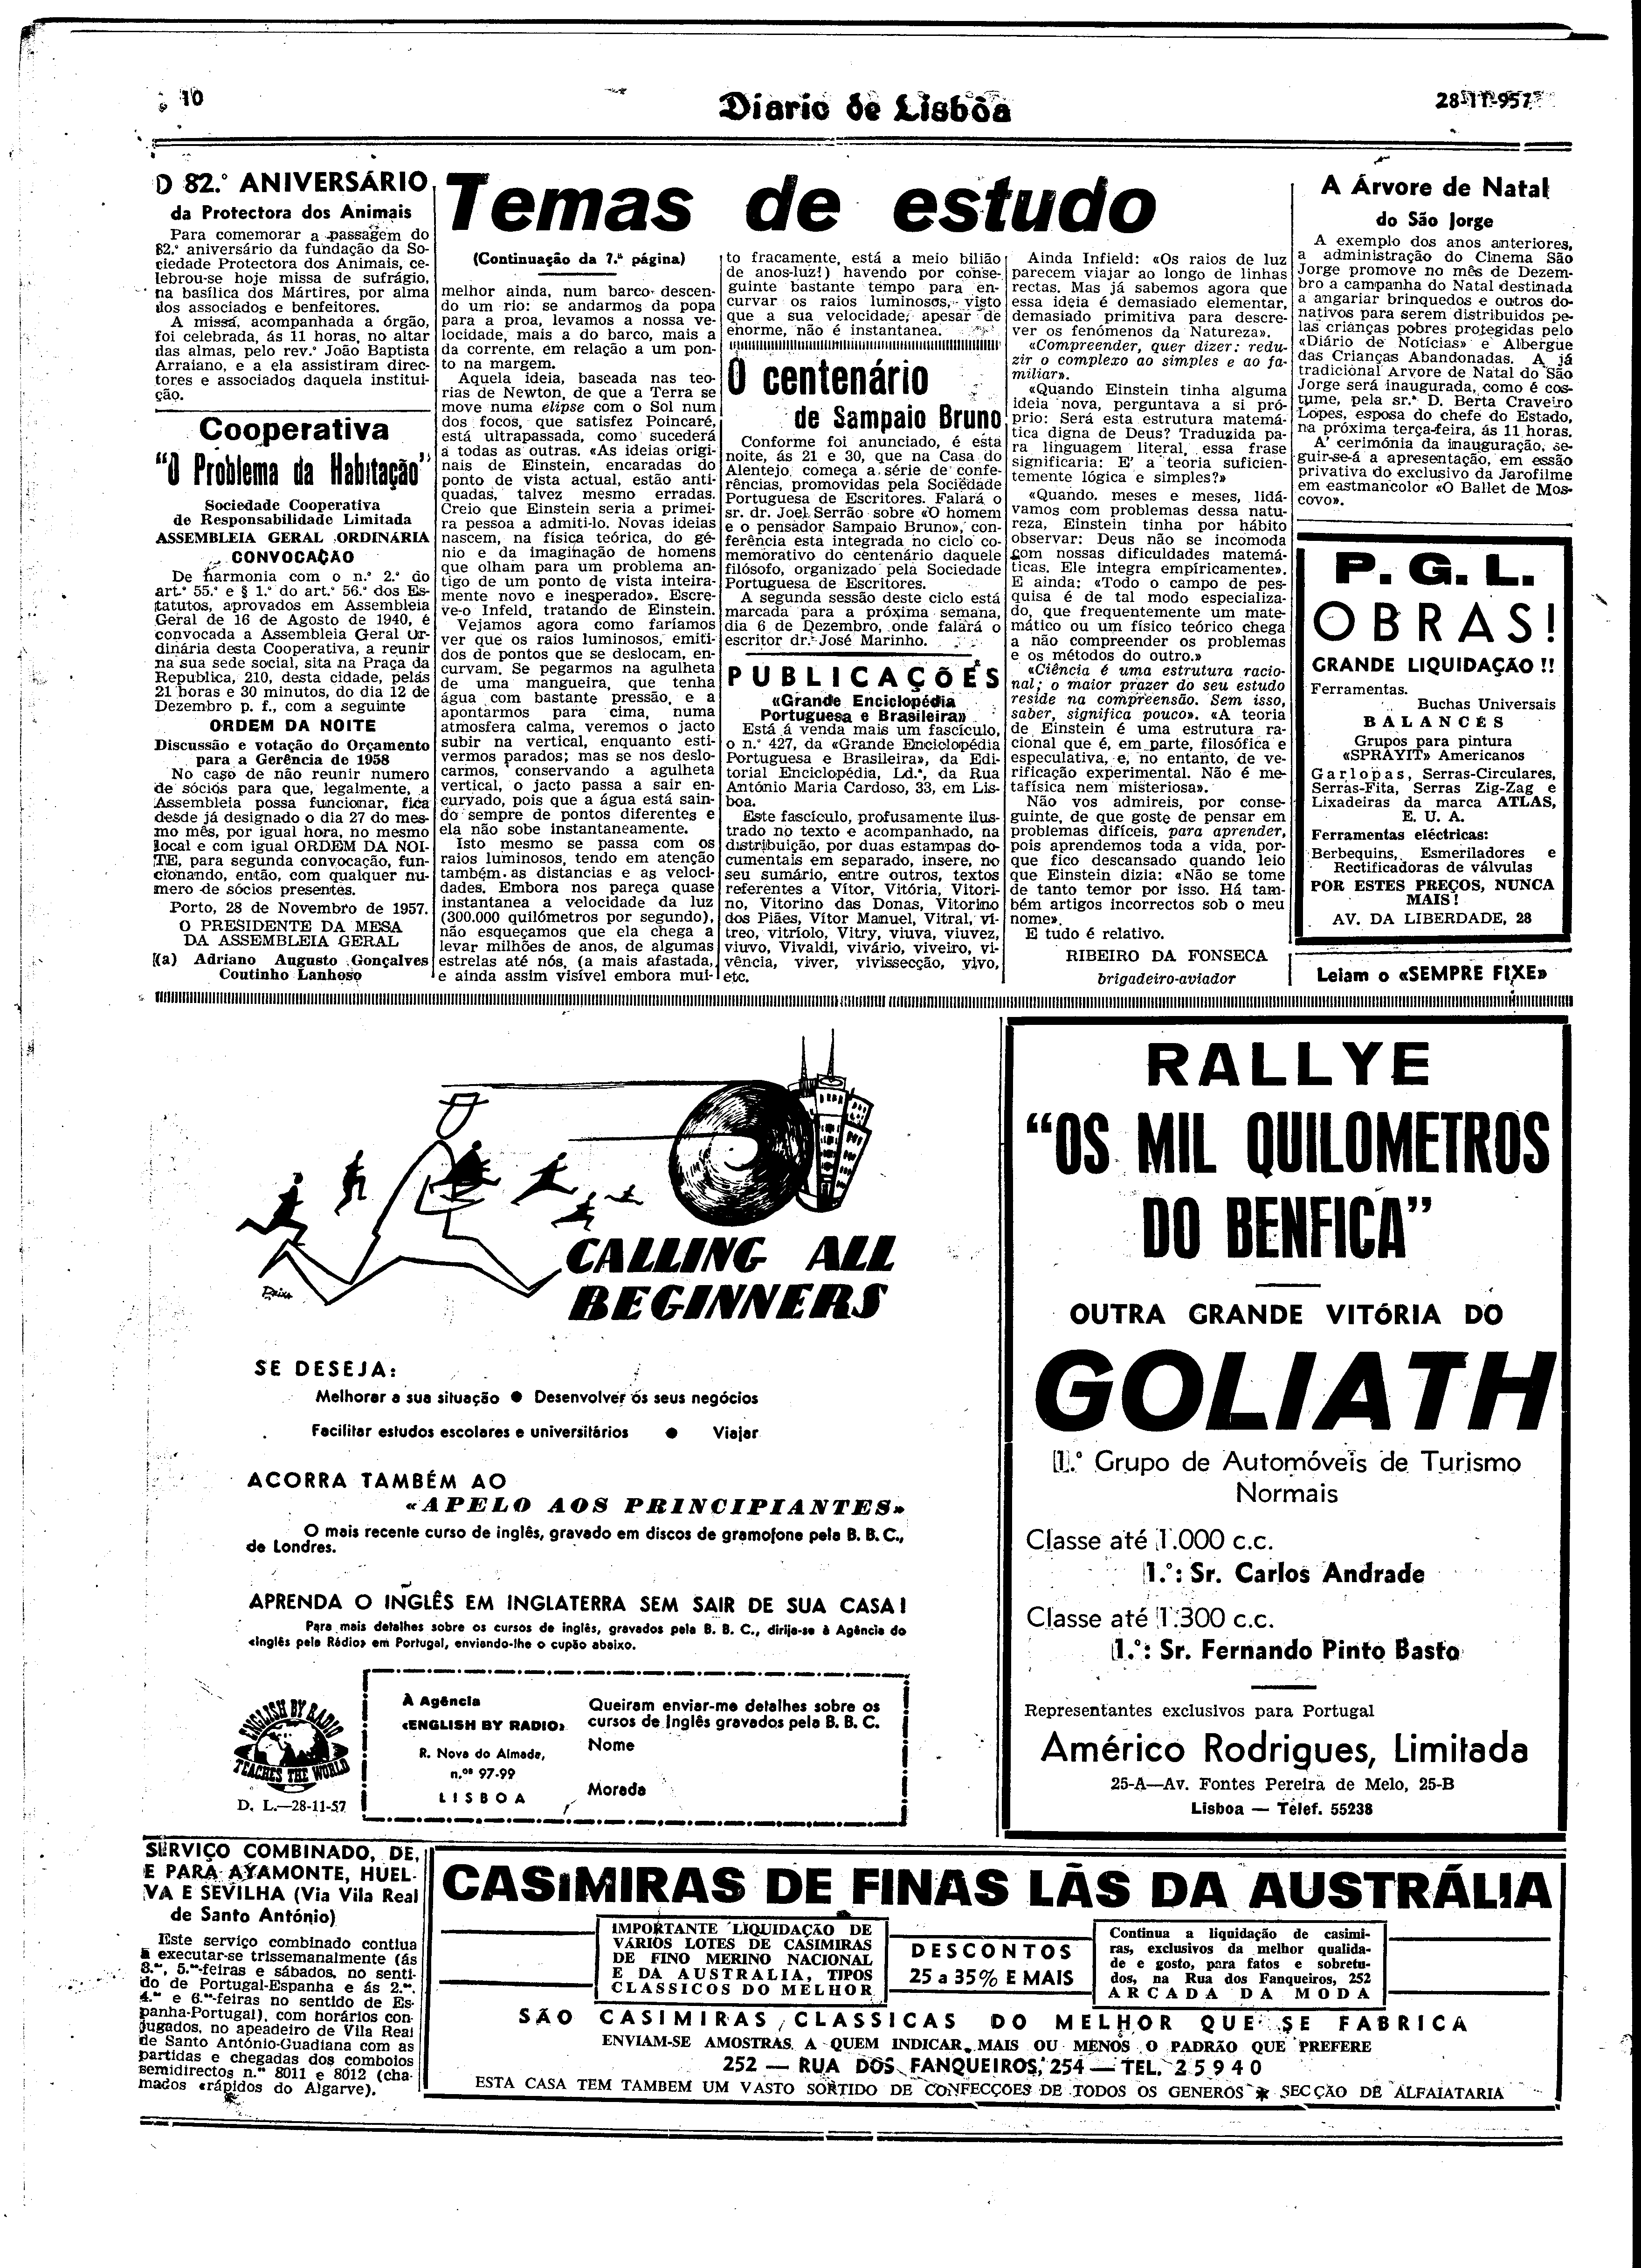 10
Diario de Lisbôa
28-11-957
O 82.º ANIVERSÁRIO
da Protectora dos Animais
Para comemorar a passagem do
82.º aniversário da fundação da So-
ciedade Protectora dos Animais, ce-
lebrou-se hoje missa de sufrágio,
na basílica dos Mártires, por alma
dos associados e benfeitores.
A missa, acompanhada a órgão,
foi celebrada, ás 11 horas, no altar
das almas, pelo rev.º João Baptista
Arraiano, e a ela assistiram direc-
tores e associados daquela institui-
ção.
Cooperativa
"O Problema da Habitação"
Sociedade Cooperativa
de Responsabilidade Limitada
ASSEMBLEIA GERAL ORDINÁRIA
CONVOCAÇÃO
De harmonia com o n.º 2.º do
art.º 55.º e § 1.º do art.º 56.º dos Es-
tatutos, aprovados em Assembleia
Geral de 16 de Agosto de 1940, é
convocada a Assembleia Geral Or-
dinária desta Cooperativa, a reunir
na sua sede social, sita na Praça da
Republica, 210, desta cidade, pelás
21 horas e 30 minutos, do dia 12 de
Dezembro p. f., com a seguinte
ORDEM DA NOITE
Discussão e votação do Orçamento
para a Gerência de 1958
No caso de não reunir numero
de sócios para que, legalmente, a
Assembleia possa funcionar, fica
desde já designado o dia 27 do mes-
mo mês, por igual hora, no mesmo
local e com igual ORDEM DA NOI-
TE, para segunda convocação, fun-
cionando, então, com qualquer nu-
mero de sócios presentes.
Porto, 28 de Novembro de 1957.
O PRESIDENTE DA MESA
DA ASSEMBLEIA GERAL
(a) Adriano Augusto Gonçalves
Coutinho Lanhoso
Temas de estudo
(Continuação da 7.ª página)
melhor ainda, num barco descen-
do um rio: se andarmos da popa
para a proa, levamos a nossa ve-
locidade, mais a do barco, mais a
da corrente, em relação a um pon-
to na margem.
Aquela ideia, baseada nas teo-
rias de Newton, de que a Terra se
move numa elipse com o Sol num
dos focos, que satisfez Poincaré,
está ultrapassada, como sucederá
a todas as outras. «As ideias origi-
nais de Einstein, encaradas do
ponto de vista actual, estão anti-
quadas, talvez mesmo erradas.
Creio que Einstein seria a primei-
ra pessoa a admiti-lo. Novas ideias
nascem, na física teórica, do gé-
nio e da imaginação de homens
que olham para um problema an-
tigo de um ponto de vista inteira-
mente novo e inesperado». Escre-
ve-o Infeld, tratando de Einstein.
Vejamos agora como faríamos
ver que os raios luminosos, emiti-
dos de pontos que se deslocam, en-
curvam. Se pegarmos na agulheta
de uma mangueira, que tenha
água com bastante pressão, e a
apontarmos para cima, numa
atmosfera calma, veremos o jacto
subir na vertical, enquanto esti-
vermos parados; mas se nos deslo-
carmos, conservando a agulheta
vertical, o jacto passa a sair en-
curvado, pois que a água está sain-
do sempre de pontos diferentes e
ela não sobe instantaneamente.
Isto mesmo se passa com os
raios luminosos, tendo em atenção
também as distancias e as veloci-
dades. Embora nos pareça quase
instantanea a velocidade da luz
(300.000 quilómetros por segundo),
não esqueçamos que ela chega a
levar milhões de anos, de algumas
estrelas até nós, (a mais afastada,
e ainda assim visível embora mui-
to fracamente, está a meio bilião
de anos-luz!) havendo por conse-
guinte bastante tempo para en-
curvar os raios luminosos, visto
que a sua velocidade, apesar de
enorme, não é instantanea.
O centenário
de Sampaio Bruno
Conforme foi anunciado, é esta
noite, ás 21 e 30, que na Casa do
Alentejo começa a série de confe-
rências, promovidas pela Sociedade
Portuguesa de Escritores. Falará o
sr. dr. Joel Serrão sobre «O homem
e o pensador Sampaio Bruno», con-
ferência esta integrada no ciclo co-
memorativo do centenário daquele
filósofo, organizado pela Sociedade
Portuguesa de Escritores.
A segunda sessão deste ciclo está
marcada para a próxima semana,
dia 6 de Dezembro, onde falará o
escritor dr. José Marinho.
PUBLICAÇÕES
«Grande Enciclopédia
Portuguesa e Brasileira»
Está á venda mais um fascículo,
o n.º 427, da «Grande Enciclopédia
Portuguesa e Brasileira», da Edi-
torial Enciclopédia, Ld.ª, da Rua
António Maria Cardoso, 33, em Lis-
boa.
Este fascículo, profusamente ilus-
trado no texto e acompanhado, na
distribuição, por duas estampas do-
cumentais em separado, insere, no
seu sumário, entre outros, textos
referentes a Vítor, Vitória, Vitori-
no, Vitorino das Donas, Vitorino
dos Piães, Vítor Manuel, Vitral, ví-
treo, vitríolo, Vitry, viuva, viuvez,
viuvo, Vivaldi, vivário, viveiro, vi-
vência, viver, vivissecção, vivo,
etc.
Ainda Infield: «Os raios de luz
parecem viajar ao longo de linhas
rectas. Mas já sabemos agora que
essa ideia é demasiado elementar,
demasiado primitiva para descre-
ver os fenómenos da Natureza».
«Compreender, quer dizer: redu-
zir o complexo ao simples e ao fa-
miliar».
«Quando Einstein tinha alguma
ideia nova, perguntava a si pró-
prio: Será esta estrutura matemá-
tica digna de Deus? Traduzida pa-
ra linguagem literal, essa frase
significaria: E' a teoria suficien-
temente lógica e simples?»
«Quando, meses e meses, lidá-
vamos com problemas dessa natu-
reza, Einstein tinha por hábito
observar: Deus não se incomoda
com nossas dificuldades matemá-
ticas. Ele integra empíricamente».
E ainda: «Todo o campo de pes-
quisa é de tal modo especializa-
do, que frequentemente um mate-
mático ou um físico teórico chega
a não compreender os problemas
e os métodos do outro.»
«Ciência é uma estrutura racio-
nal; o maior prazer do seu estudo
reside na compreensão. Sem isso,
saber, significa pouco». «A teoria
de Einstein é uma estrutura ra-
cional que é, em parte, filosófica e
especulativa, e, no entanto, de ve-
rificação experimental. Não é me-
tafísica nem misteriosa».
Não vos admireis, por conse-
guinte, de que goste de pensar em
problemas difíceis, para aprender,
pois aprendemos toda a vida, por-
que fico descansado quando leio
que Einstein dizia: «Não se tome
de tanto temor por isso. Há tam-
bém artigos incorrectos sob o meu
nome».
E tudo é relativo.
RIBEIRO DA FONSECA
brigadeiro-aviador
A Árvore de Natal
do São Jorge
A exemplo dos anos anteriores,
a administração do Cinema São
Jorge promove no mês de Dezem-
bro a campanha do Natal destinada
a angariar brinquedos e outros do-
nativos para serem distribuidos pe-
las crianças pobres protegidas pelo
«Diário de Notícias» e Albergue
das Crianças Abandonadas. A já
tradicional Arvore de Natal do São
Jorge será inaugurada, como é cos-
tume, pela sr.ª D. Berta Craveiro
Lopes, esposa do chefe do Estado,
na próxima terça-feira, ás 11 horas.
A' cerimónia da inauguração, se-
guir-se-á a apresentação, em essão
privativa do exclusivo da Jarofilme
em eastmancolor «O Ballet de Mos-
covo».
P. G. L.
OBRAS!
GRANDE LIQUIDAÇÃO !!
Ferramentas.
Buchas Universais
BALANCÉS
Grupos para pintura
«SPRAYIT» Americanos
Garlopas, Serras-Circulares,
Serras-Fita, Serras Zig-Zag e
Lixadeiras da marca ATLAS,
E. U. A.
Ferramentas eléctricas:
Berbequins, Esmeriladores e
Rectificadoras de válvulas
POR ESTES PREÇOS, NUNCA
MAIS!
AV. DA LIBERDADE, 28
Leiam o «SEMPRE FIXE»
CALLING ALL
BEGINNERS
SE DESEJA:
Melhorar a sua situação ● Desenvolver os seus negócios
Facilitar estudos escolares e universitários ● Viajar
ACORRA TAMBÉM AO
«APELO AOS PRINCIPIANTES»
O mais recente curso de inglês, gravado em discos de gramofone pela B. B. C.,
de Londres.
APRENDA O INGLÊS EM INGLATERRA SEM SAIR DE SUA CASA!
Para mais detalhes sobre os cursos de inglês, gravados pela B. B. C., dirija-se à Agência do
«Inglês pela Rádio» em Portugal, enviando-lhe o cupão abaixo.
ENGLISH BY RADIO
TEACHES THE WORLD
D. L.—28-11-57
À Agência
«ENGLISH BY RADIO»
R. Nova do Almada,
n.os 97-99
LISBOA
Queiram enviar-me detalhes sobre os
cursos de Inglês gravados pela B. B. C.
Nome
Morada
RALLYE
"OS MIL QUILOMETROS
DO BENFICA"
OUTRA GRANDE VITÓRIA DO
GOLIATH
1.º Grupo de Automóveis de Turismo
Normais
Classe até 1.000 c.c.
1.º: Sr. Carlos Andrade
Classe até 1.300 c.c.
1.º: Sr. Fernando Pinto Basto
Representantes exclusivos para Portugal
Américo Rodrigues, Limitada
25-A—Av. Fontes Pereira de Melo, 25-B
Lisboa — Telef. 55238
SERVIÇO COMBINADO, DE,
E PARA AYAMONTE, HUEL-
VA E SEVILHA (Via Vila Real
de Santo António)
Este serviço combinado contiua
a executar-se trissemanalmente (ás
3.as, 5.as-feiras e sábados, no senti-
do de Portugal-Espanha e ás 2.as,
4.as e 6.as-feiras no sentido de Es-
panha-Portugal), com horários con-
jugados, no apeadeiro de Vila Real
de Santo António-Guadiana com as
partidas e chegadas dos comboios
semidirectos n.os 8011 e 8012 (cha-
mados «rápidos do Algarve).
CASIMIRAS DE FINAS LÃS DA AUSTRÁLIA
IMPORTANTE LIQUIDAÇÃO DE
VÁRIOS LOTES DE CASIMIRAS
DE FINO MERINO NACIONAL
E DA AUSTRALIA, TIPOS
CLASSICOS DO MELHOR
DESCONTOS
25 a 35% E MAIS
Continua a liquidação de casimi-
ras, exclusivos da melhor qualida-
de e gosto, para fatos e sobretu-
dos, na Rua dos Fanqueiros, 252
ARCADA DA MODA
SÃO CASIMIRAS CLASSICAS DO MELHOR QUE SE FABRICA
ENVIAM-SE AMOSTRAS A QUEM INDICAR MAIS OU MENOS O PADRÃO QUE PREFERE
252 — RUA DOS FANQUEIROS, 254 — TEL. 25940
ESTA CASA TEM TAMBEM UM VASTO SORTIDO DE CONFECÇOES DE TODOS OS GENEROS ★ SECÇÃO DE ALFAIATARIA